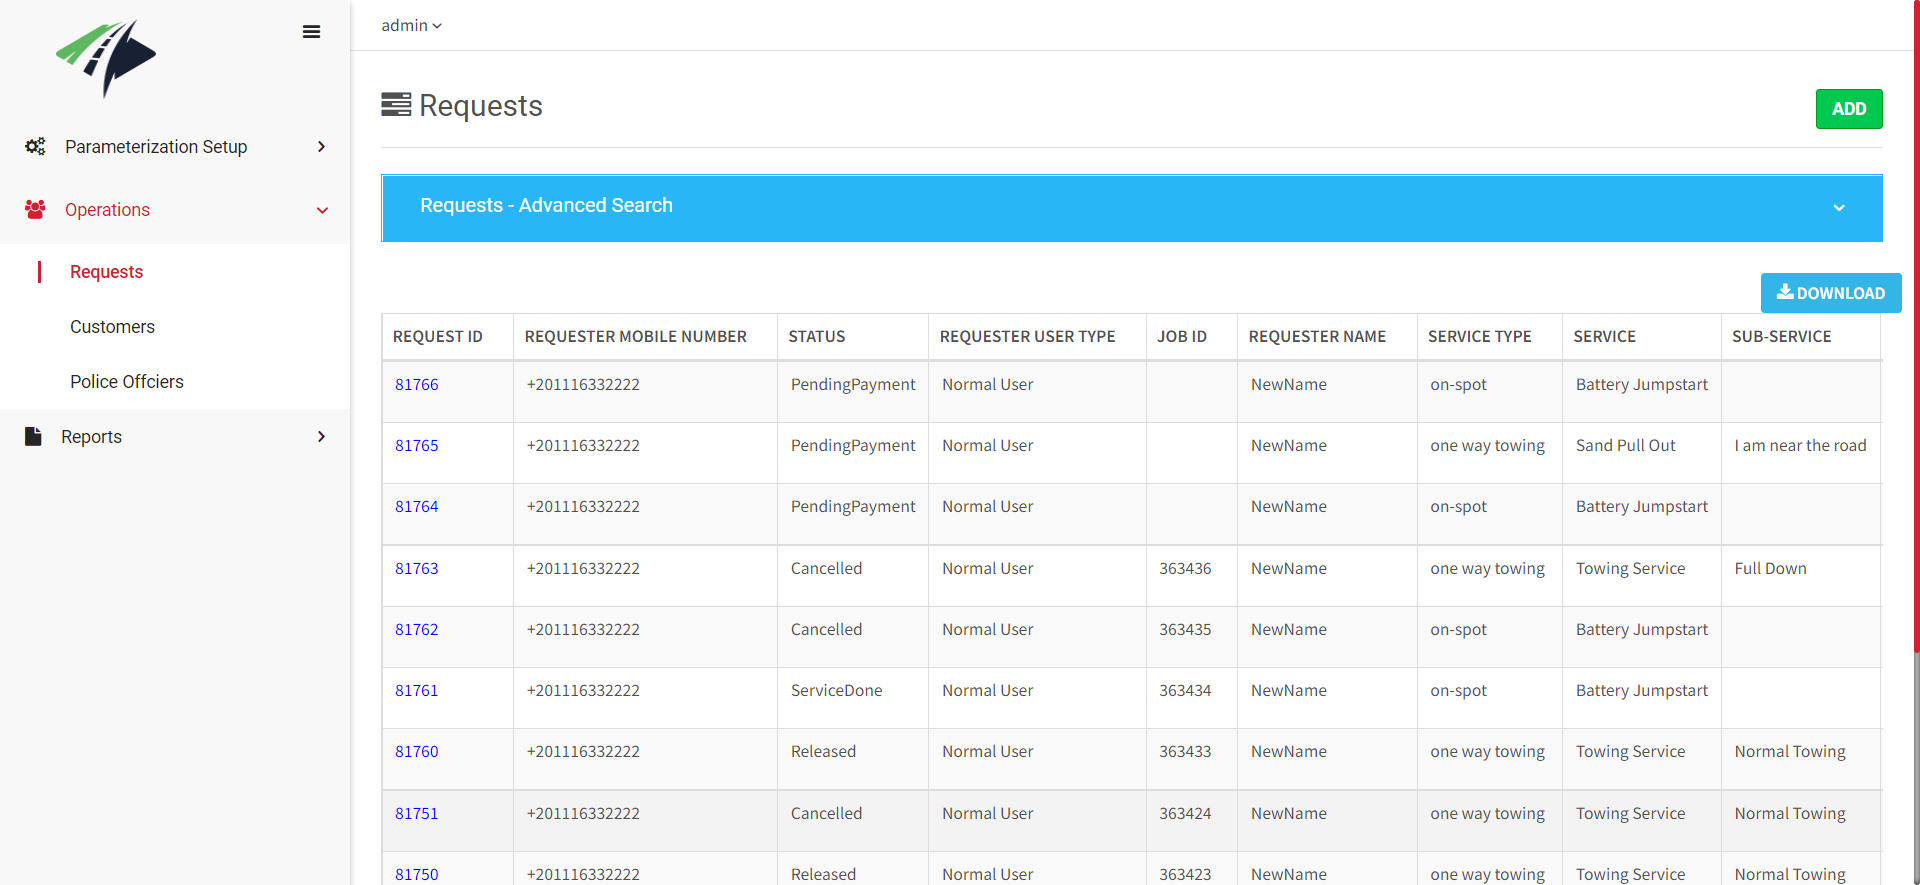 admin
Requests
ADD
Parameterization Setup
Operations
Requests
Customers
Police Offciers
Reports
Requests - Advanced Search
DOWNLOAD
REQUEST ID REQUESTER MOBILE NUMBER STATUS REQUESTER USER TYPE JOB ID REQUESTER NAME SERVICE TYPE SERVICE SUB-SERVICE
81766 +201116332222 PendingPayment Normal User NewName on-spot Battery Jumpstart
81765 +201116332222 PendingPayment Normal User NewName one way towing Sand Pull Out I am near the road
81764 +201116332222 PendingPayment Normal User NewName on-spot Battery Jumpstart
81763 +201116332222 Cancelled Normal User 363436 NewName one way towing Towing Service Full Down
81762 +201116332222 Cancelled Normal User 363435 NewName on-spot Battery Jumpstart
81761 +201116332222 ServiceDone Normal User 363434 NewName on-spot Battery Jumpstart
81760 +201116332222 Released Normal User 363433 NewName one way towing Towing Service Normal Towing
81751 +201116332222 Cancelled Normal User 363424 NewName one way towing Towing Service Normal Towing
81750 +201116332222 Released Normal User 363423 NewName one way towing Towing Service Normal Towing